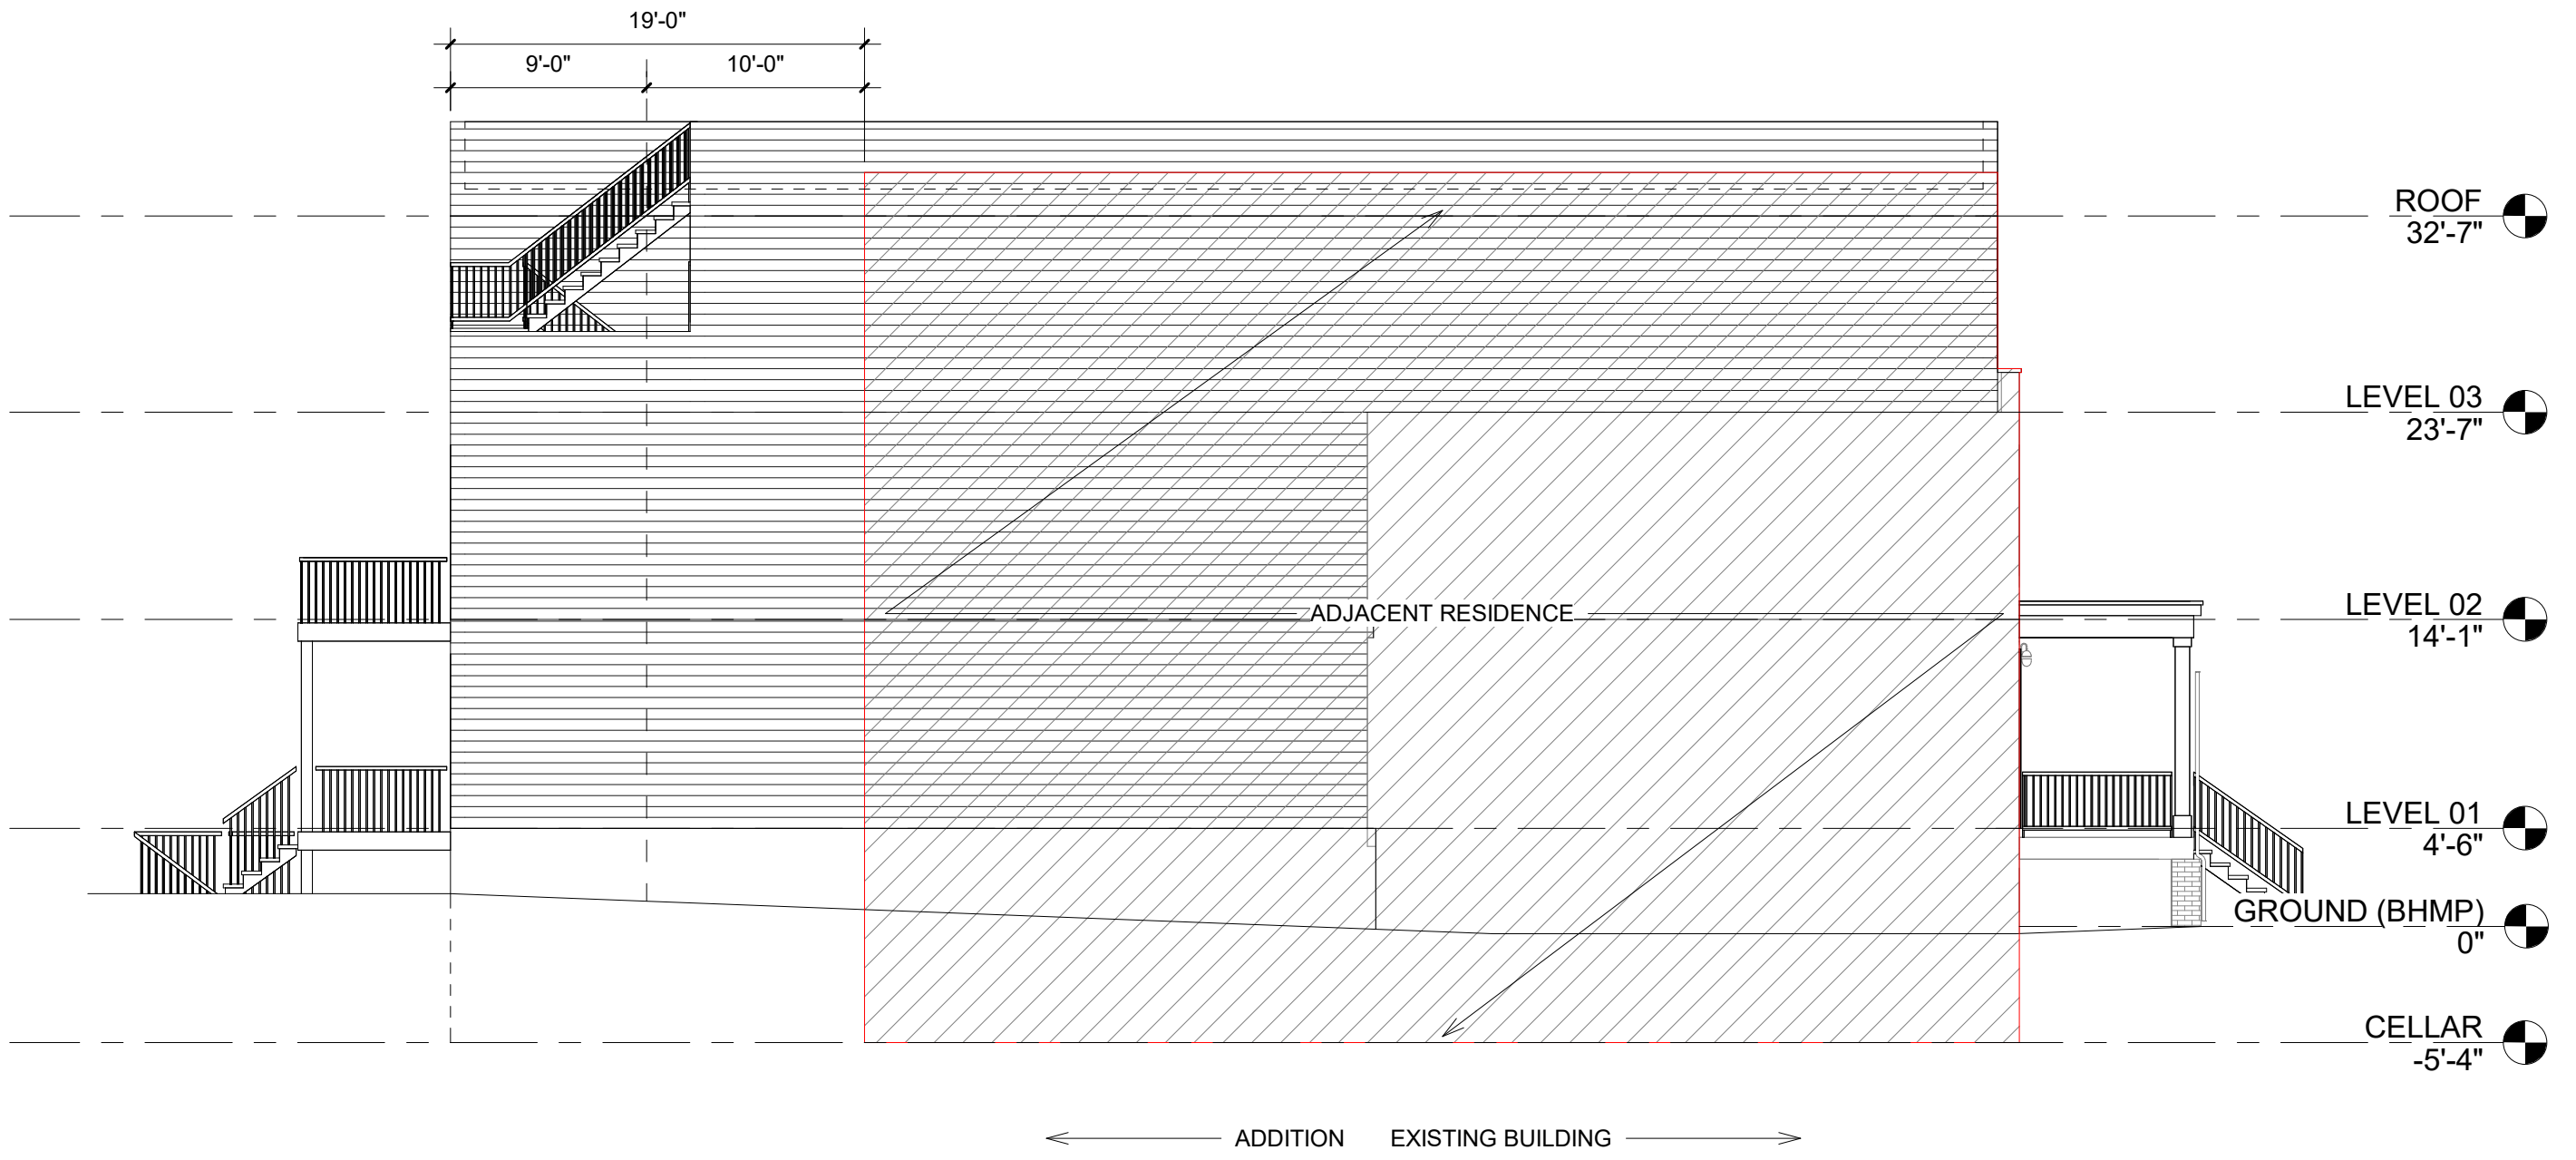 19'-0"
9'-0"
10'-0"
ROOF
32'-7"
LEVEL 03
23'-7"
ADJACENT RESIDENCE
LEVEL 02
14'-1"
LEVEL 01
4'-6"
GROUND (BHMP)
0"
CELLAR
-5'-4"
ADDITION
EXISTING BUILDING